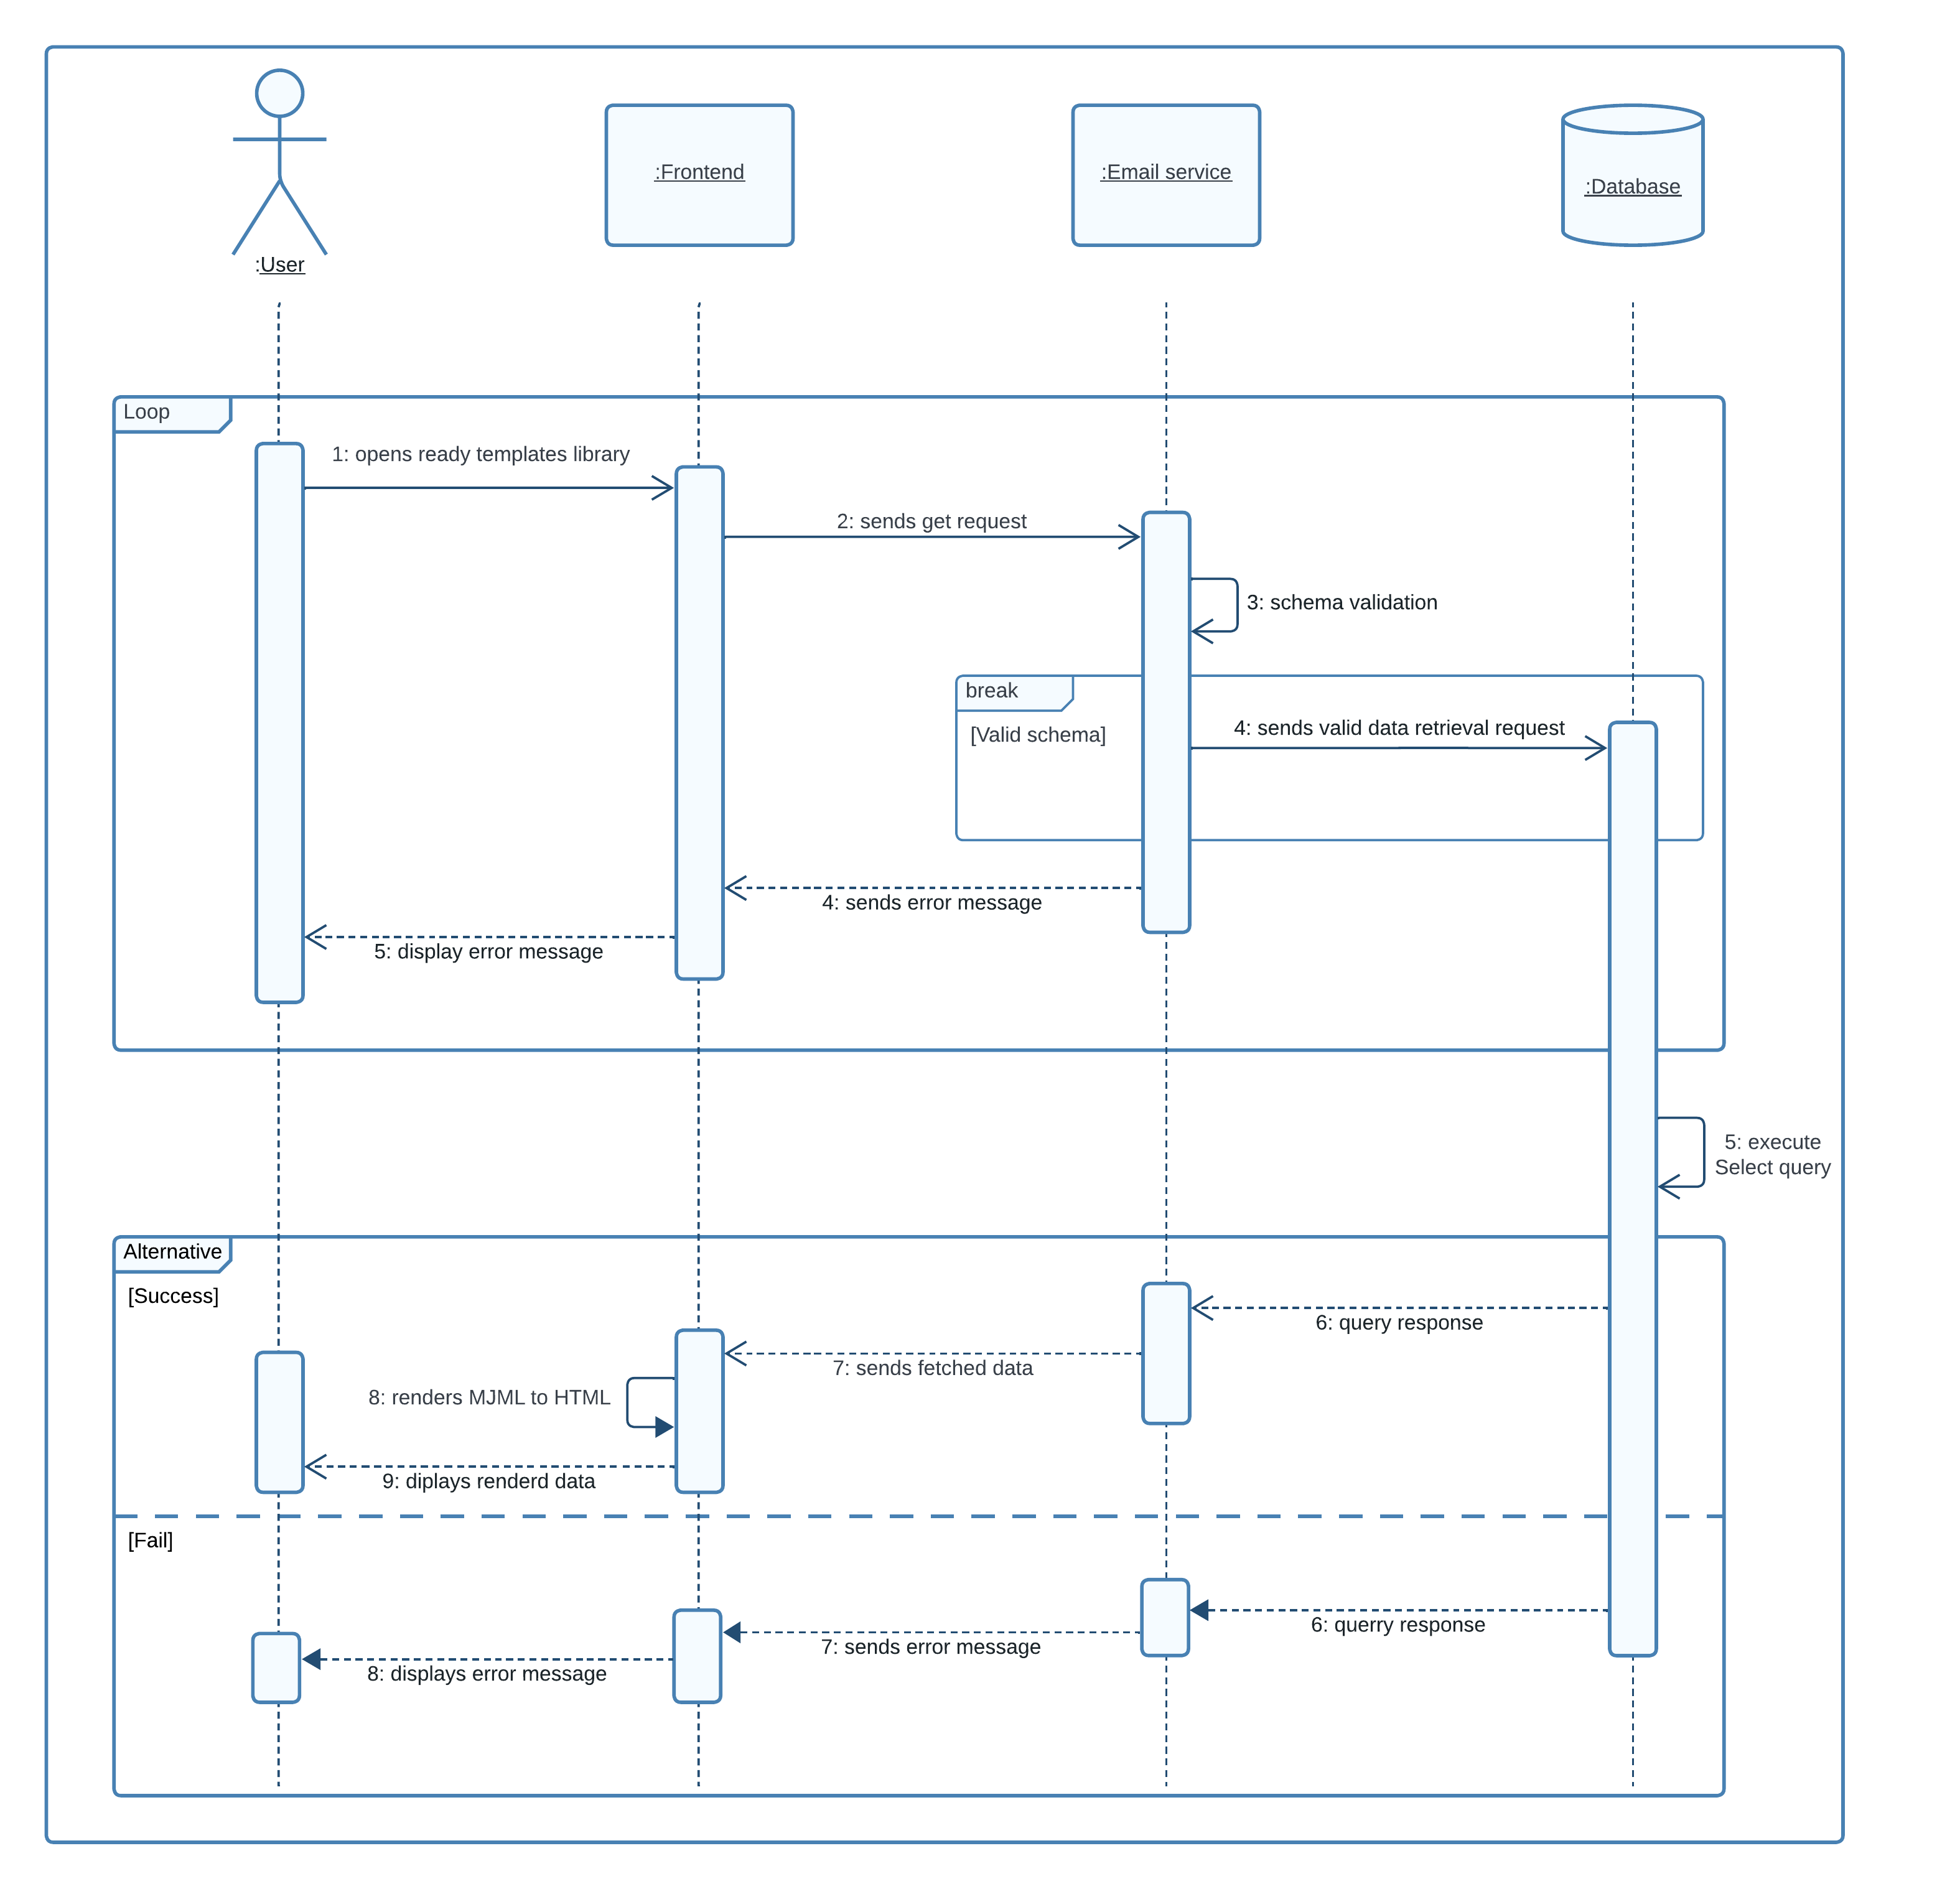 :Frontend
:Email service
:Database
:User
Loop
1: opens ready templates library
2: sends get request
3: schema validation
break
[Valid schema]
4: sends valid data retrieval request
4: sends error message
5: display error message
5: execute
Select query
Alternative
[Success]
6: query response
7: sends fetched data
8: renders MJML to HTML
9: diplays renderd data
[Fail]
6: querry response
7: sends error message
8: displays error message